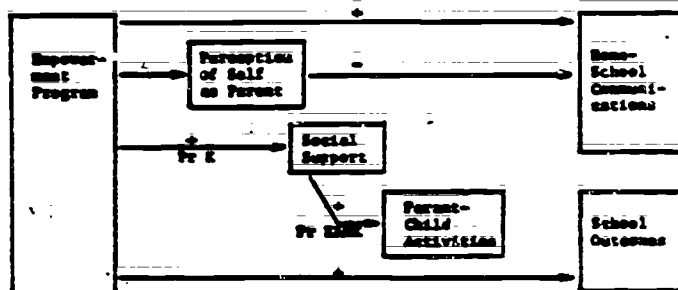 +
Empower-
ment
Program
Perception
of Self
as Parent
-
Home-
School
Communi-
cations
+
Pr K
Social
Support
+
Pr
Parent-
Child
Activities
School
Outcomes
+